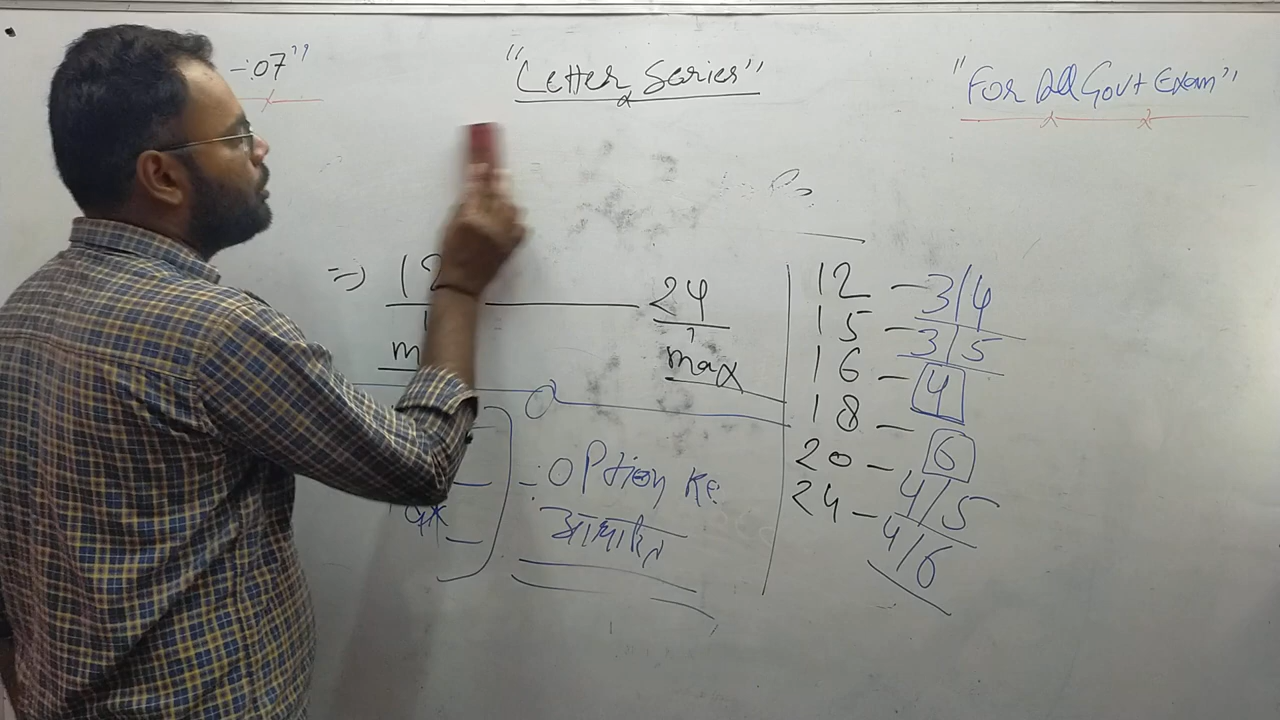 -:07"
"Letter Series"
"For All Govt Exam"
=) 12 — 24
max
12 – 3/4
15 – 3/5
16 – 4
18 – 6
20 – 4/5
24 – 4/6
-:OPtion Ke
आधारित